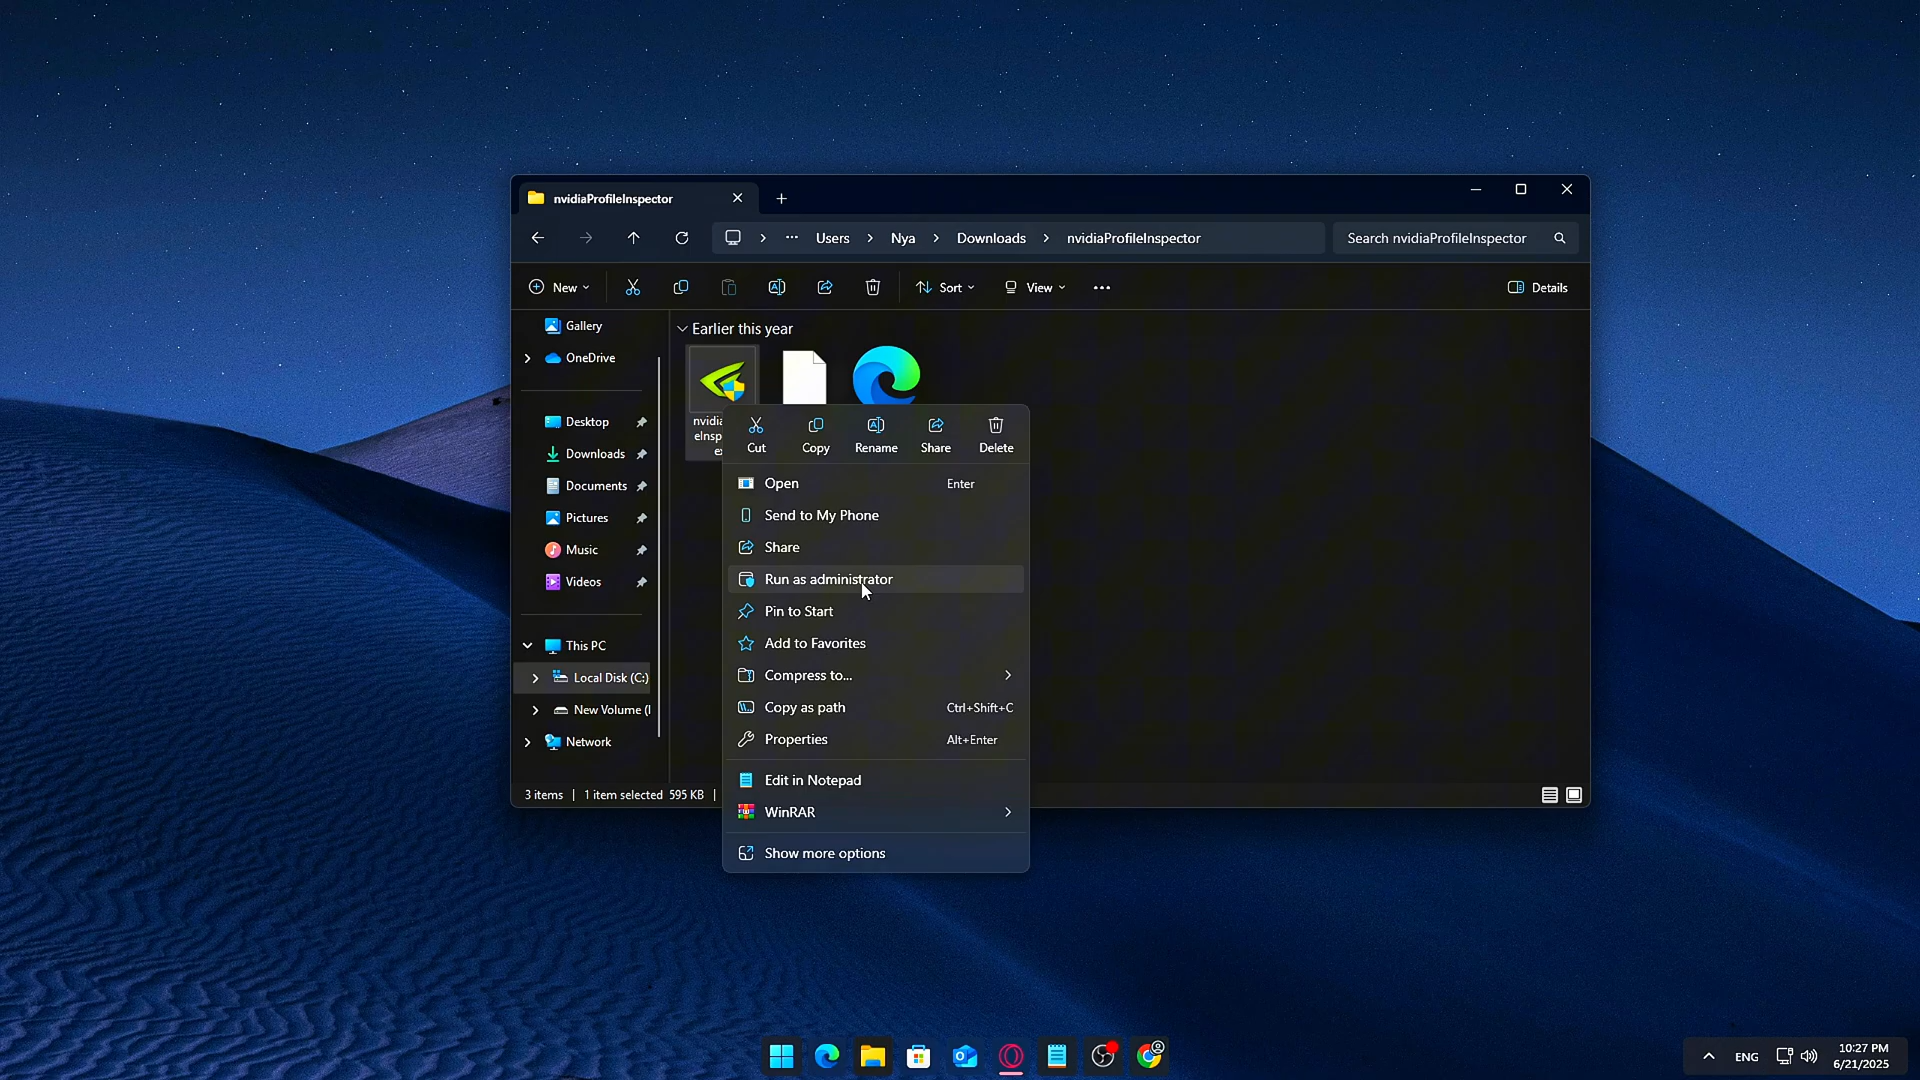 nvidiaProfileInspector
Users
Nya
Downloads
nvidiaProfileInspector
Search nvidiaProfileInspector
New
Sort
View
Details
Gallery
OneDrive
Desktop
Downloads
Documents
Pictures
Music
Videos
This PC
Local Disk (C:)
New Volume (
Network
Earlier this year
nvidia
eInsp
ex
Cut
Copy
Rename
Share
Delete
Open Enter
Send to My Phone
Share
Run as administrator
Pin to Start
Add to Favorites
Compress to...
Copy as path Ctrl+Shift+C
Properties Alt+Enter
Edit in Notepad
WinRAR
Show more options
3 items
1 item selected 595 KB
ENG
10:27 PM
6/21/2025